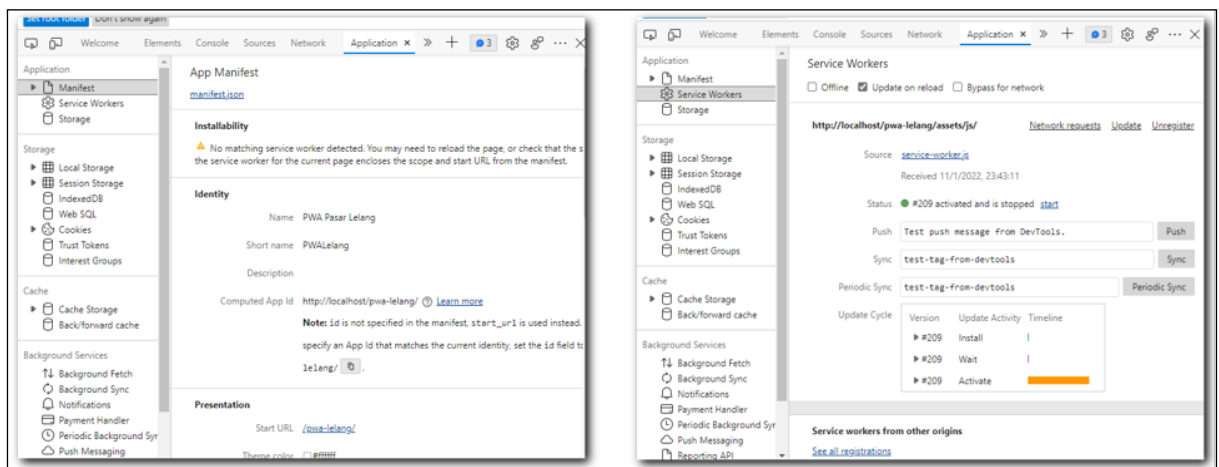 Set root folder Don't show again
Welcome Elements Console Sources Network Application × » + 3 ··· ×
Application
Manifest
Service Workers
Storage
Storage
Local Storage
Session Storage
IndexedDB
Web SQL
Cookies
Trust Tokens
Interest Groups
Cache
Cache Storage
Back/forward cache
Background Services
Background Fetch
Background Sync
Notifications
Payment Handler
Periodic Background Syr
Push Messaging
App Manifest
manifest.json
Installability
No matching service worker detected. You may need to reload the page, or check that the s
the service worker for the current page encloses the scope and start URL from the manifest.
Identity
Name PWA Pasar Lelang
Short name PWALelang
Description
Computed App Id http://localhost/pwa-lelang/ ? Learn more
Note: id is not specified in the manifest, start_url is used instead.
specify an App Id that matches the current identity, set the id field to
lelang/ .
Presentation
Start URL /pwa-lelang/
Theme color #ffffff
Welcome Elements Console Sources Network Application × » + 3 ··· ×
Application
Manifest
Service Workers
Storage
Storage
Local Storage
Session Storage
IndexedDB
Web SQL
Cookies
Trust Tokens
Interest Groups
Cache
Cache Storage
Back/forward cache
Background Services
Background Fetch
Background Sync
Notifications
Payment Handler
Periodic Background Syr
Push Messaging
Reporting API
Service Workers
Offline Update on reload Bypass for network
http://localhost/pwa-lelang/assets/js/ Network requests Update Unregister
Source service-worker.js
Received 11/1/2022, 23:43:11
Status #209 activated and is stopped start
Push Test push message from DevTools. Push
Sync test-tag-from-devtools Sync
Periodic Sync test-tag-from-devtools Periodic Sync
Update Cycle Version Update Activity Timeline
#209 Install
#209 Wait
#209 Activate
Service workers from other origins
See all registrations